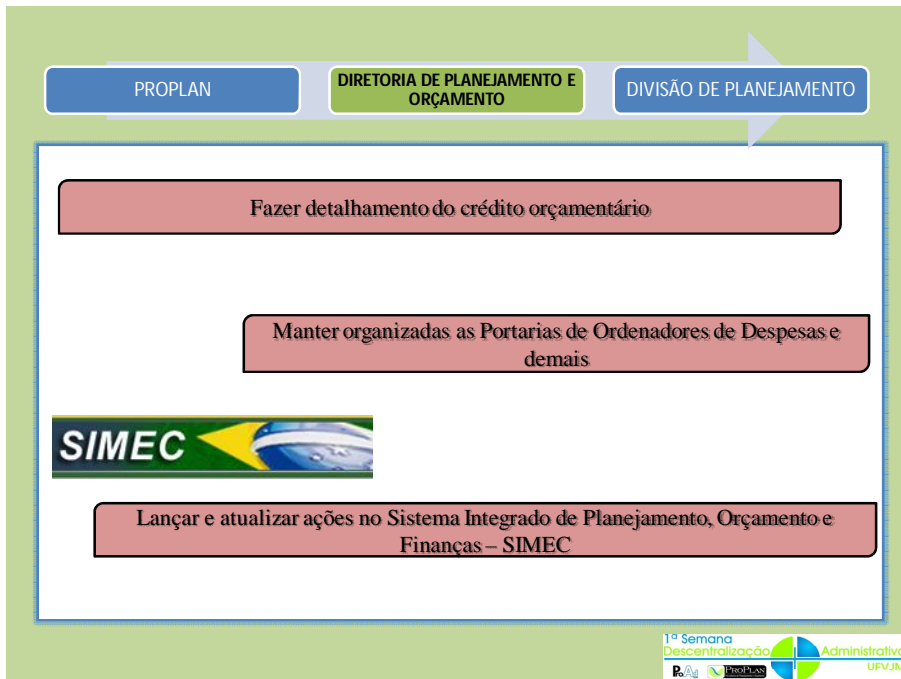 PROPLAN
DIRETORIA DE PLANEJAMENTO E
ORÇAMENTO
DIVISÃO DE PLANEJAMENTO
Fazer detalhamento do crédito orçamentário
Manter organizadas as Portarias de Ordenadores de Despesas e
demais
SIMEC
Lançar e atualizar ações no Sistema Integrado de Planejamento, Orçamento e
Finanças – SIMEC
1ª Semana
Descentralização Administrativa
UFVJM
ProAd PROPLAN